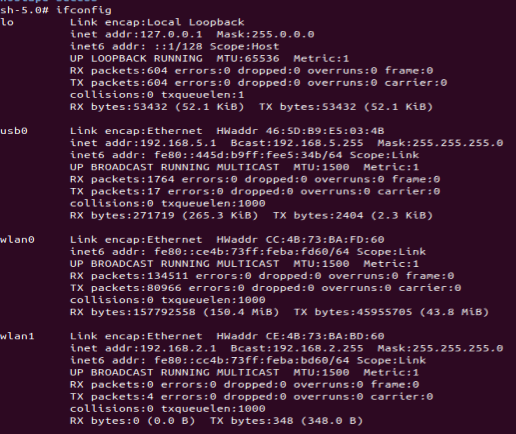 sh-5.0# ifconfig
lo        Link encap:Local Loopback
          inet addr:127.0.0.1  Mask:255.0.0.0
          inet6 addr: ::1/128 Scope:Host
          UP LOOPBACK RUNNING  MTU:65536  Metric:1
          RX packets:604 errors:0 dropped:0 overruns:0 frame:0
          TX packets:604 errors:0 dropped:0 overruns:0 carrier:0
          collisions:0 txqueuelen:1
          RX bytes:53432 (52.1 KiB)  TX bytes:53432 (52.1 KiB)
usb0      Link encap:Ethernet  HWaddr 46:5D:B9:E5:03:4B
          inet addr:192.168.5.1  Bcast:192.168.5.255  Mask:255.255.255.0
          inet6 addr: fe80::445d:b9ff:fee5:34b/64 Scope:Link
          UP BROADCAST RUNNING MULTICAST  MTU:1500  Metric:1
          RX packets:1764 errors:0 dropped:0 overruns:0 frame:0
          TX packets:17 errors:0 dropped:0 overruns:0 carrier:0
          collisions:0 txqueuelen:1000
          RX bytes:271719 (265.3 KiB)  TX bytes:2404 (2.3 KiB)
wlan0     Link encap:Ethernet  HWaddr CC:4B:73:BA:FD:60
          inet6 addr: fe80::ce4b:73ff:feba:fd60/64 Scope:Link
          UP BROADCAST RUNNING MULTICAST  MTU:1500  Metric:1
          RX packets:134511 errors:0 dropped:0 overruns:0 frame:0
          TX packets:80966 errors:0 dropped:0 overruns:0 carrier:0
          collisions:0 txqueuelen:1000
          RX bytes:157792558 (150.4 MiB)  TX bytes:45955705 (43.8 MiB)
wlan1     Link encap:Ethernet  HWaddr CE:4B:73:BA:BD:60
          inet addr:192.168.2.1  Bcast:192.168.2.255  Mask:255.255.255.0
          inet6 addr: fe80::cc4b:73ff:feba:bd60/64 Scope:Link
          UP BROADCAST RUNNING MULTICAST  MTU:1500  Metric:1
          RX packets:0 errors:0 dropped:0 overruns:0 frame:0
          TX packets:4 errors:0 dropped:0 overruns:0 carrier:0
          collisions:0 txqueuelen:1000
          RX bytes:0 (0.0 B)  TX bytes:348 (348.0 B)